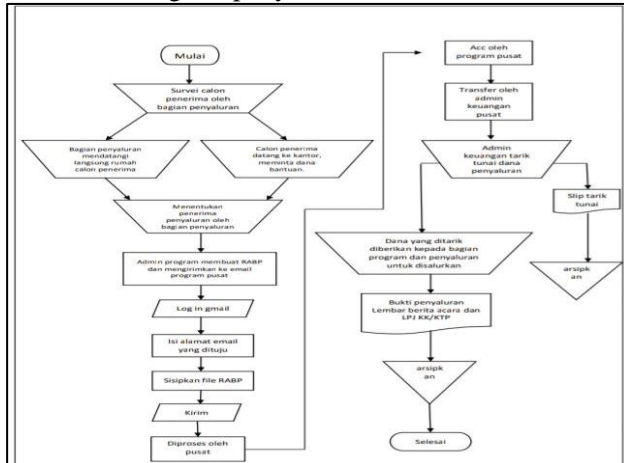 Mulai
Survei calon
penerima oleh
bagian penyaluran
Bagian penyaluran
mendatangi
langsung rumah
calon penerima
Calon penerima
datang ke kantor,
meminta dana
bantuan.
Menentukan
penerima
penyaluran oleh
bagian penyaluran
Admin program membuat RABP
dan mengirimkan ke email
program pusat
Log in gmail
Isi alamat email
yang dituju
Sisipkan file RABP
Kirim
Diproses oleh
pusat
Acc oleh
program pusat
Transfer oleh
admin
keuangan
pusat
Admin
keuangan tarik
tunai dana
penyaluran
Slip tarik
tunai
arsipk
an
Dana yang ditarik
diberikan kepada bagian
program dan penyaluran
untuk disalurkan
Bukti penyaluran
Lembar berita acara dan
LPJ KK/KTP
arsipk
an
Selesai